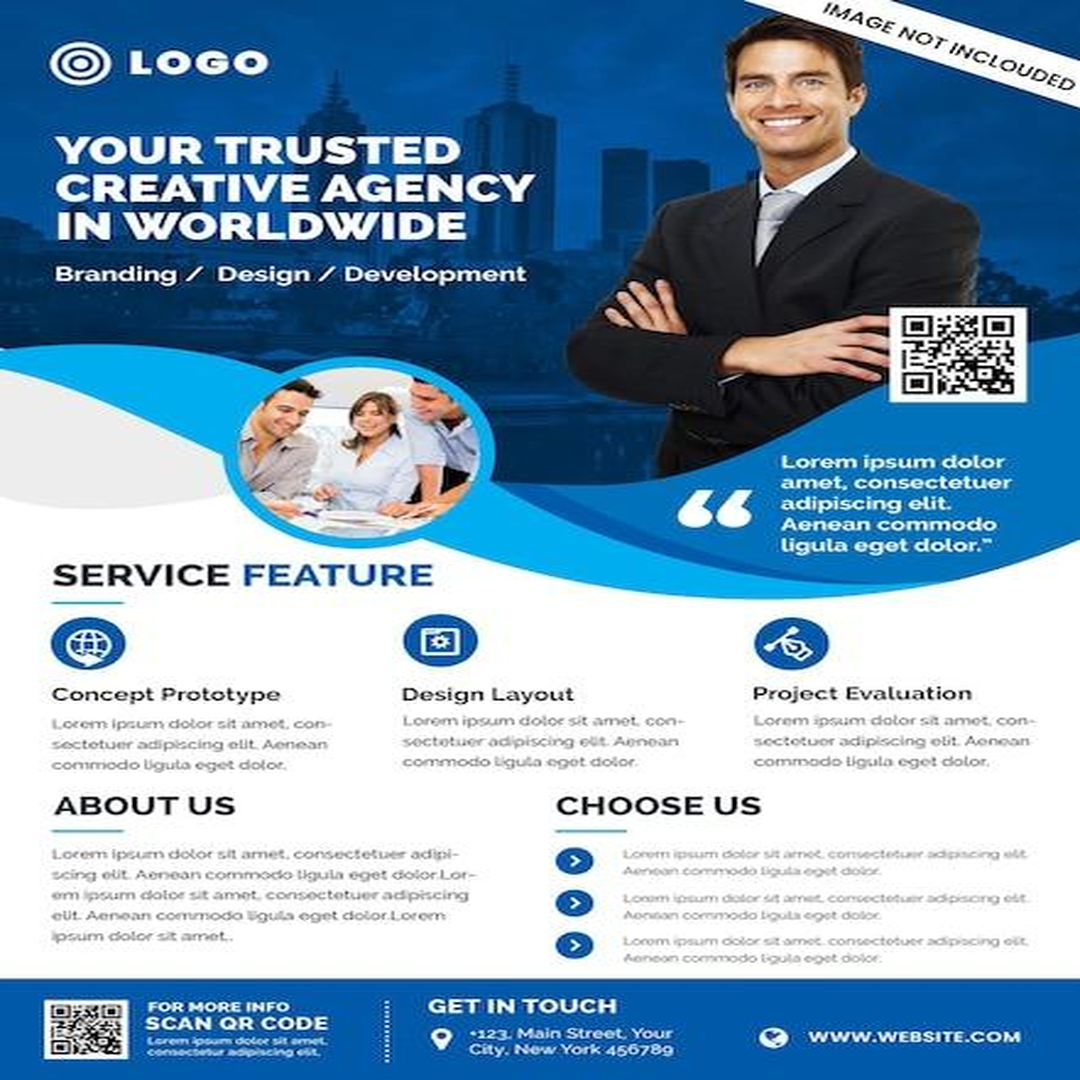 IMAGE NOT INCLOUDED
LOGO
YOUR TRUSTED
CREATIVE AGENCY
IN WORLDWIDE
Branding / Design / Development
Lorem ipsum dolor
amet, consectetuer
adipiscing elit.
Aenean commodo
ligula eget dolor.”
SERVICE FEATURE
Concept Prototype
Lorem ipsum dolor sit amet, con-
sectetuer adipiscing elit. Aenean
commodo ligula eget dolor.
Design Layout
Lorem ipsum dolor sit amet, con-
sectetuer adipiscing elit. Aenean
commodo ligula eget dolor.
Project Evaluation
Lorem ipsum dolor sit amet, con-
sectetuer adipiscing elit. Aenean
commodo ligula eget dolor.
ABOUT US
Lorem ipsum dolor sit amet, consectetuer adipi-
scing elit. Aenean commodo ligula eget dolor.Lor-
em ipsum dolor sit amet, consectetuer adipiscing
elit. Aenean commodo ligula eget dolor.Lorem
ipsum dolor sit amet,.
CHOOSE US
Lorem ipsum dolor sit amet, consectetuer adipiscing elit.
Aenean commodo ligula eget dolor.
Lorem ipsum dolor sit amet, consectetuer adipiscing elit.
Aenean commodo ligula eget dolor.
Lorem ipsum dolor sit amet, consectetuer adipiscing elit.
Aenean commodo ligula eget dolor.
FOR MORE INFO
SCAN QR CODE
Lorem ipsum dolor sit amet,
consectetur adipiscing elit,
GET IN TOUCH
+123, Main Street, Your
City, New York 456789
WWW.WEBSITE.COM